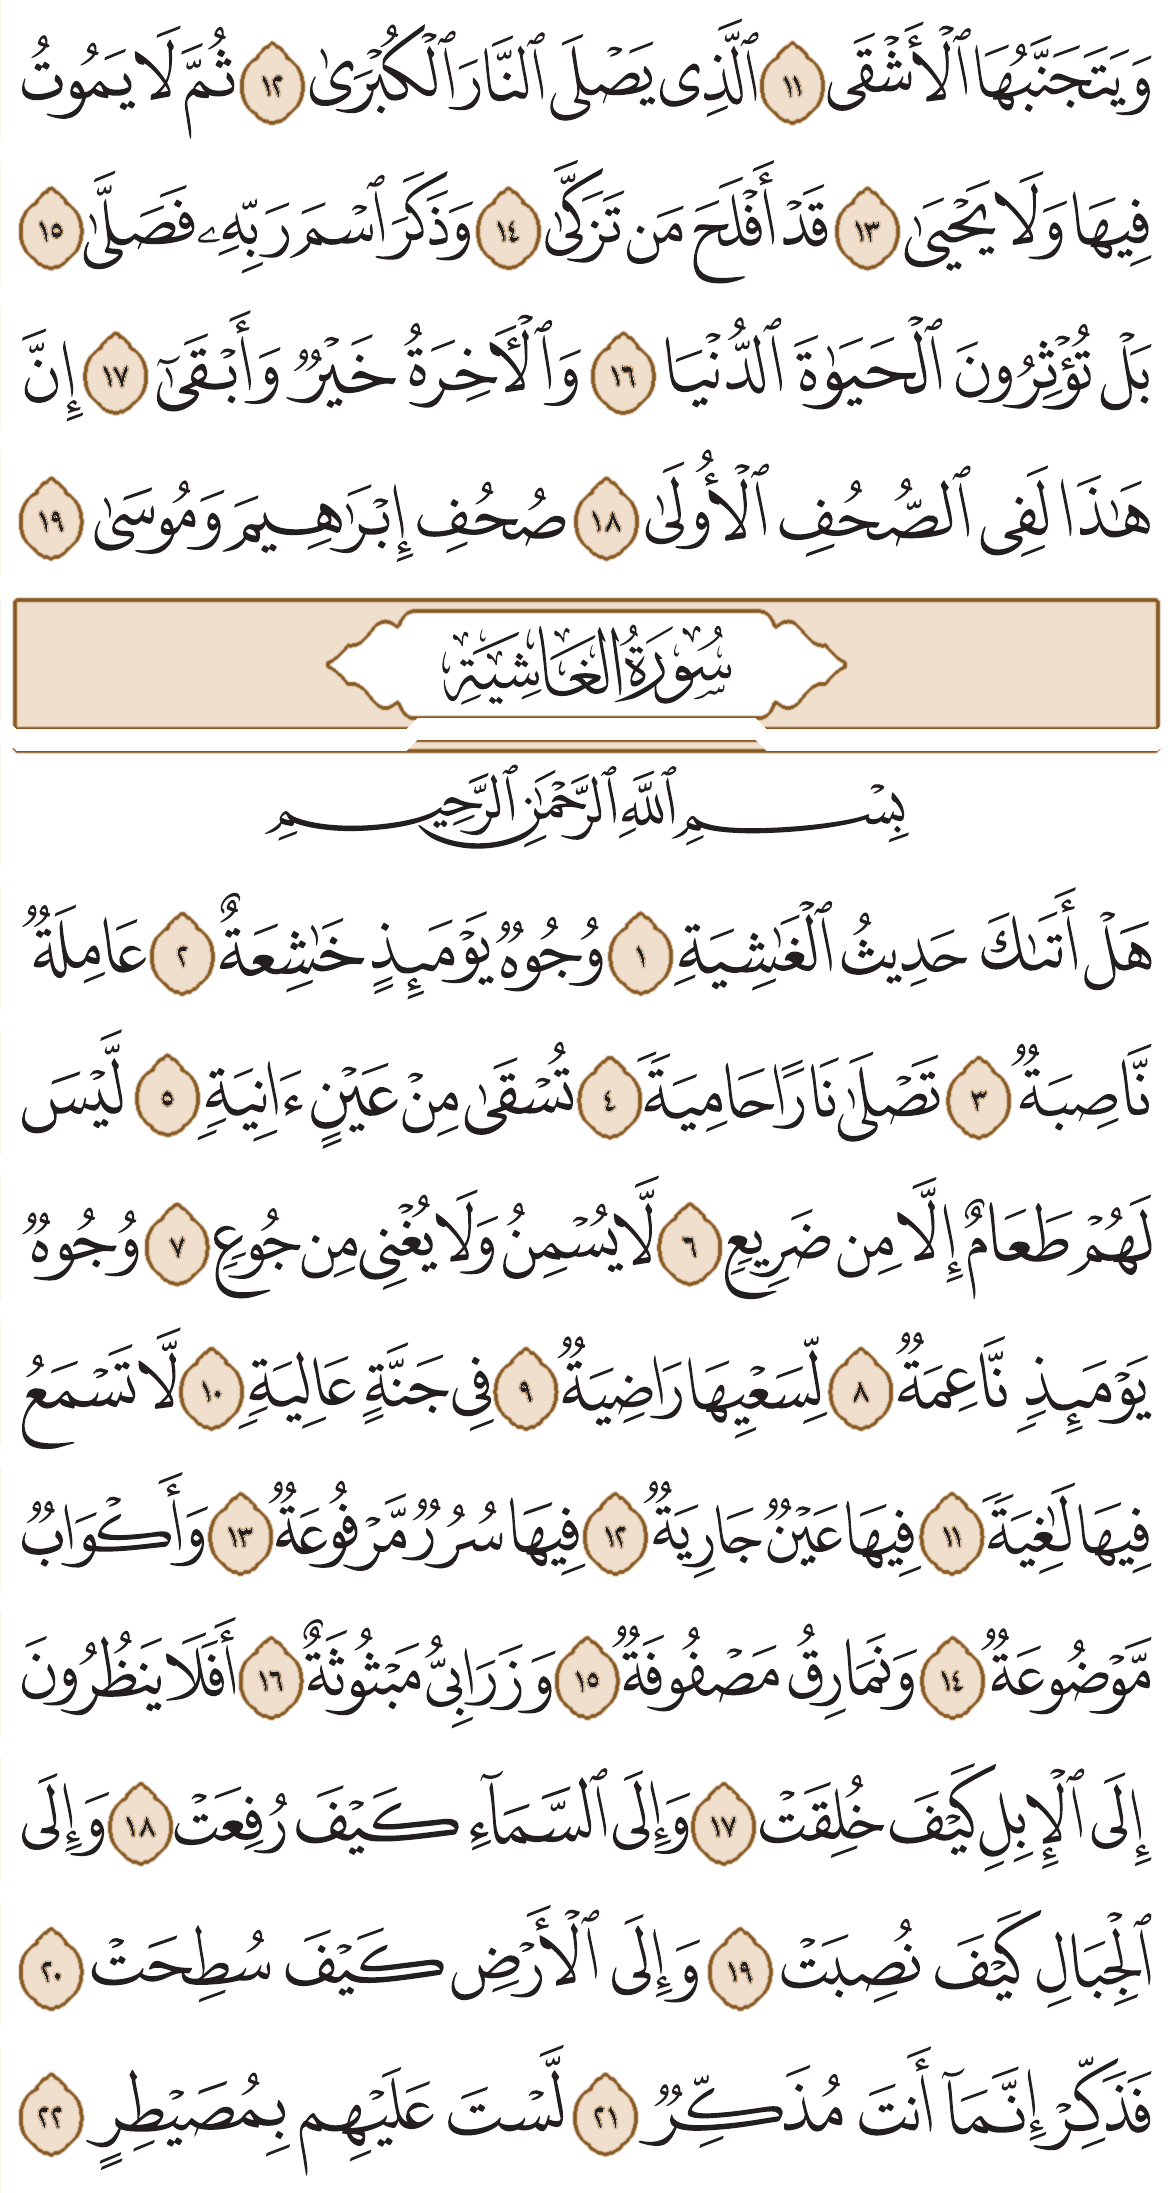 وَيَتَجَنَّبُهَا ٱلْأَشْقَى ١١ ٱلَّذِى يَصْلَى ٱلنَّارَ ٱلْكُبْرَىٰ ١٢ ثُمَّ لَا يَمُوتُ
فِيهَا وَلَا يَحْيَىٰ ١٣ قَدْ أَفْلَحَ مَن تَزَكَّىٰ ١٤ وَذَكَرَ ٱسْمَ رَبِّهِۦ فَصَلَّىٰ ١٥
بَلْ تُؤْثِرُونَ ٱلْحَيَوٰةَ ٱلدُّنْيَا ١٦ وَٱلْأَخِرَةُ خَيْرٌ وَأَبْقَىٰٓ ١٧ إِنَّ
هَٰذَا لَفِى ٱلصُّحُفِ ٱلْأُولَىٰ ١٨ صُحُفِ إِبْرَٰهِيمَ وَمُوسَىٰ ١٩
سُورَةُ الغَاشِيَةِ
بِسْمِ ٱللَّهِ ٱلرَّحْمَٰنِ ٱلرَّحِيمِ
هَلْ أَتَىٰكَ حَدِيثُ ٱلْغَٰشِيَةِ ١ وُجُوهٌ يَوْمَئِذٍ خَٰشِعَةٌ ٢ عَامِلَةٌ
نَّاصِبَةٌ ٣ تَصْلَىٰ نَارًا حَامِيَةً ٤ تُسْقَىٰ مِنْ عَيْنٍ ءَانِيَةٍ ٥ لَّيْسَ
لَهُمْ طَعَامٌ إِلَّا مِن ضَرِيعٍ ٦ لَّا يُسْمِنُ وَلَا يُغْنِى مِن جُوعٍ ٧ وُجُوهٌ
يَوْمَئِذٍ نَّاعِمَةٌ ٨ لِّسَعْيِهَا رَاضِيَةٌ ٩ فِى جَنَّةٍ عَالِيَةٍ ١٠ لَّا تَسْمَعُ
فِيهَا لَٰغِيَةً ١١ فِيهَا عَيْنٌ جَارِيَةٌ ١٢ فِيهَا سُرُرٌ مَّرْفُوعَةٌ ١٣ وَأَكْوَابٌ
مَّوْضُوعَةٌ ١٤ وَنَمَارِقُ مَصْفُوفَةٌ ١٥ وَزَرَابِىُّ مَبْثُوثَةٌ ١٦ أَفَلَا يَنظُرُونَ
إِلَى ٱلْإِبِلِ كَيْفَ خُلِقَتْ ١٧ وَإِلَى ٱلسَّمَآءِ كَيْفَ رُفِعَتْ ١٨ وَإِلَى
ٱلْجِبَالِ كَيْفَ نُصِبَتْ ١٩ وَإِلَى ٱلْأَرْضِ كَيْفَ سُطِحَتْ ٢٠
فَذَكِّرْ إِنَّمَآ أَنتَ مُذَكِّرٌ ٢١ لَّسْتَ عَلَيْهِم بِمُصَيْطِرٍ ٢٢